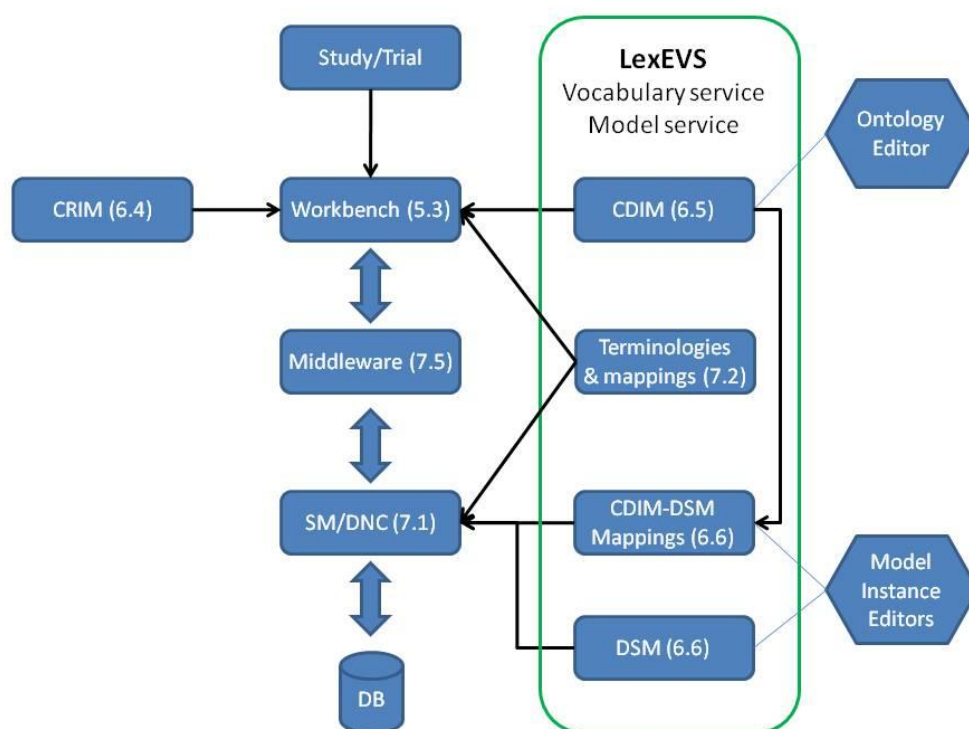 Study/Trial
LexEVS
Vocabulary service
Model service
Ontology
Editor
CRIM (6.4)
Workbench (5.3)
CDIM (6.5)
Middleware (7.5)
Terminologies
& mappings (7.2)
SM/DNC (7.1)
CDIM-DSM
Mappings (6.6)
Model
Instance
Editors
DSM (6.6)
DB